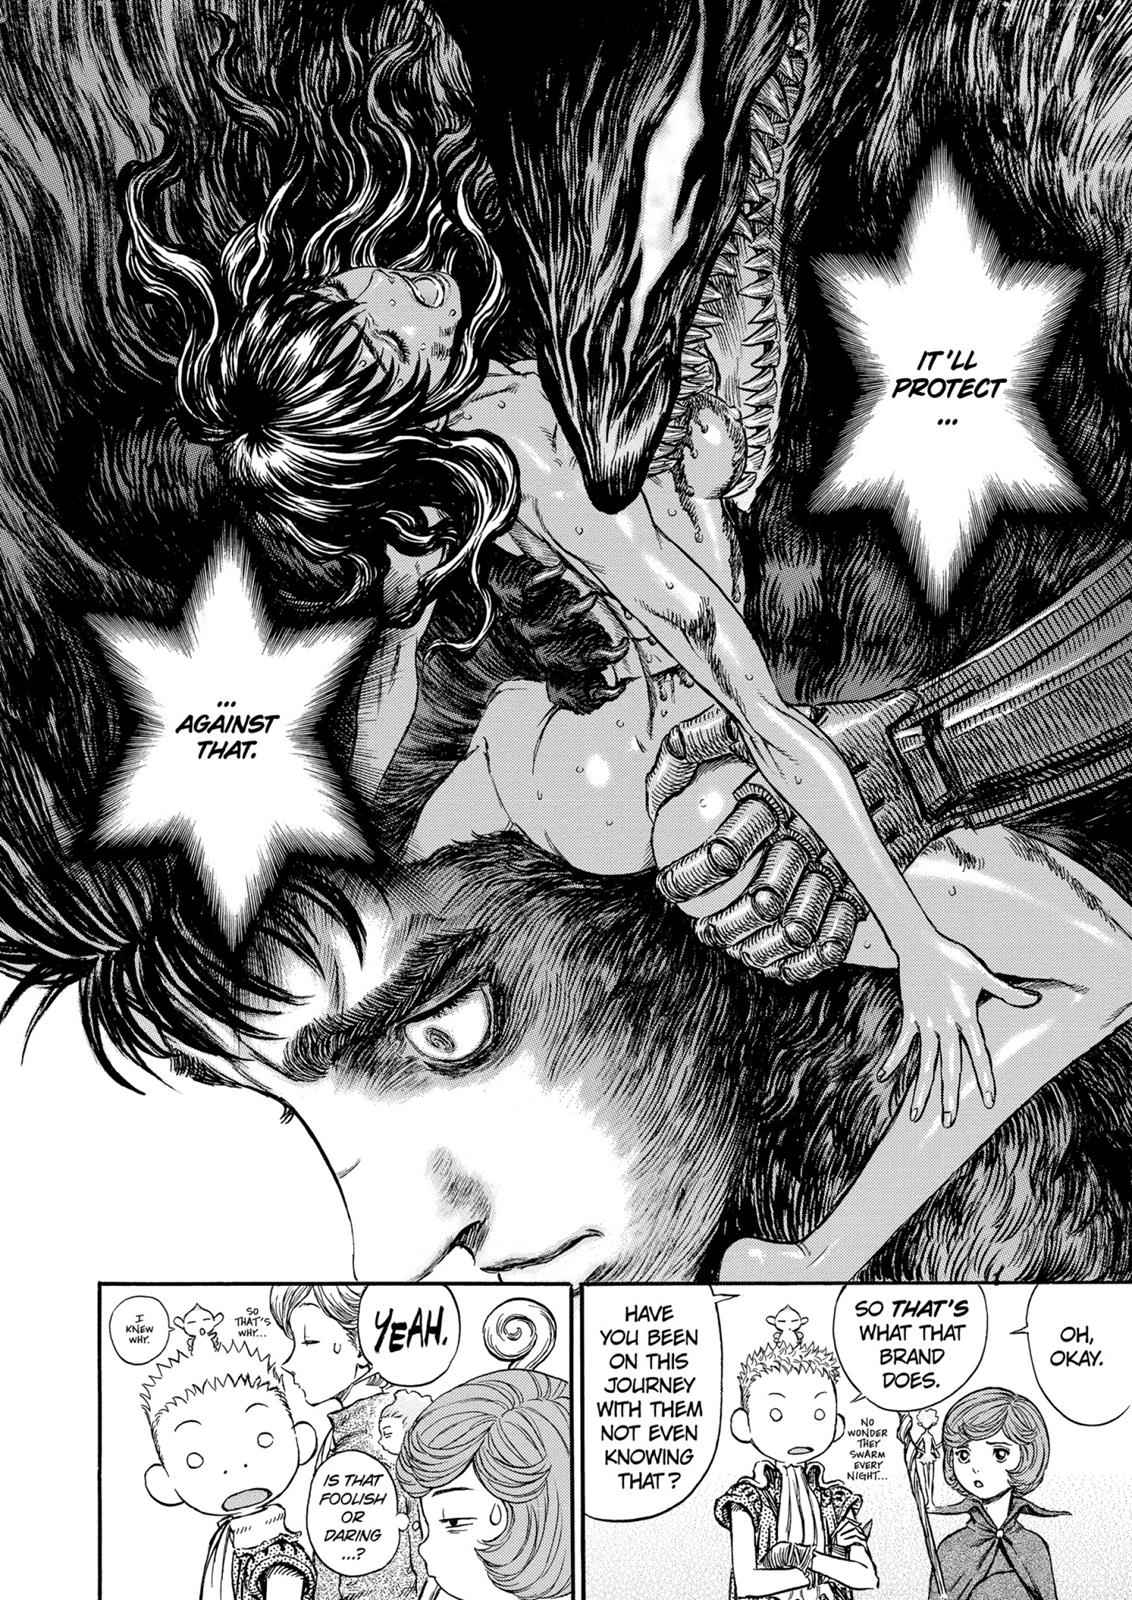 IT'LL
PROTECT
...
...
AGAINST
THAT.
OH,
OKAY.
SO THAT'S
WHAT THAT
BRAND
DOES.
NO
WONDER
THEY
SWARM
EVERY
NIGHT...
HAVE
YOU BEEN
ON THIS
JOURNEY
WITH THEM
NOT EVEN
KNOWING
THAT?
YEAH.
SO
THAT'S
WHY...
I
KNEW
WHY.
IS THAT
FOOLISH
OR
DARING
...?